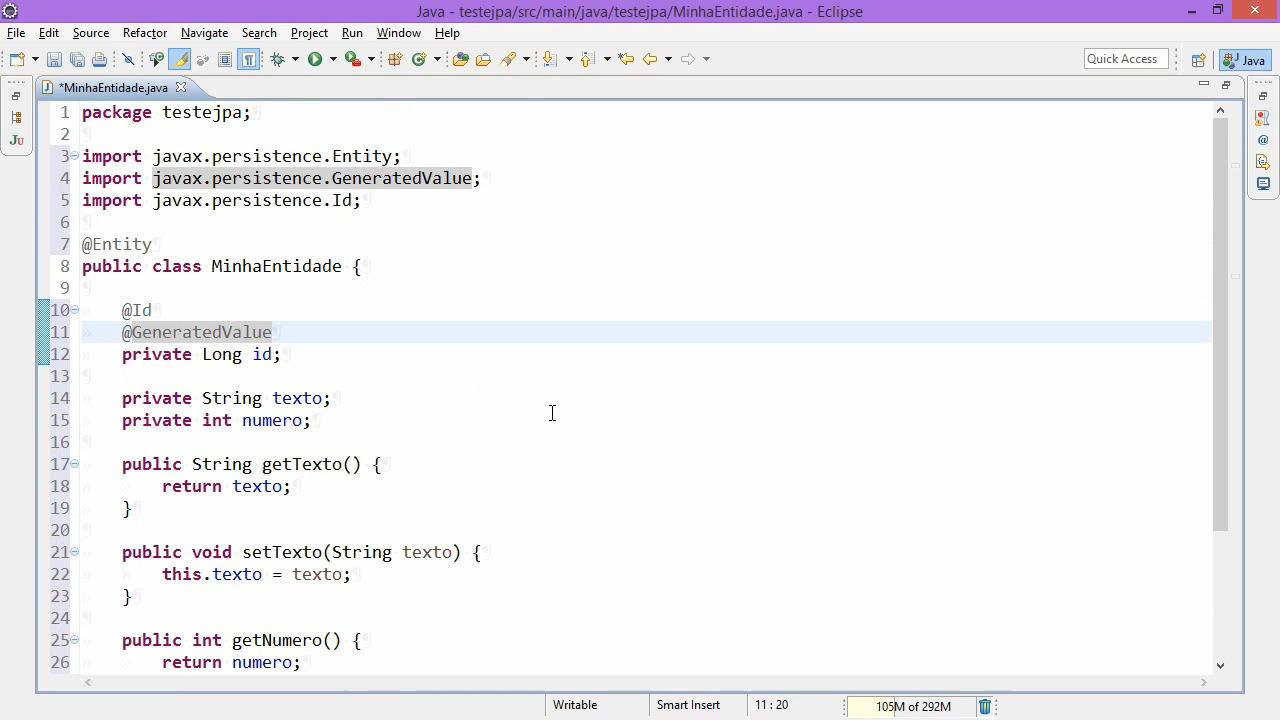 Java - testejpa/src/main/java/testejpa/MinhaEntidade.java - Eclipse
File Edit Source Refactor Navigate Search Project Run Window Help
Quick Access
Java
*MinhaEntidade.java
1 package testejpa;
2
3 import javax.persistence.Entity;
4 import javax.persistence.GeneratedValue;
5 import javax.persistence.Id;
6
7 @Entity
8 public class MinhaEntidade {
9
10 @Id
11 @GeneratedValue
12 private Long id;
13
14 private String texto;
15 private int numero;
16
17 public String getTexto() {
18 return texto;
19 }
20
21 public void setTexto(String texto) {
22 this.texto = texto;
23 }
24
25 public int getNumero() {
26 return numero;
Writable Smart Insert 11 : 20 105M of 292M